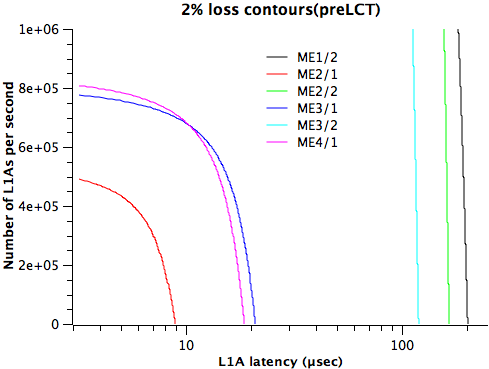 2% loss contours(preLCT)
1e+06
8e+05
6e+05
4e+05
2e+05
0
Number of L1As per second
ME1/2
ME2/1
ME2/2
ME3/1
ME3/2
ME4/1
10
100
L1A latency (μsec)